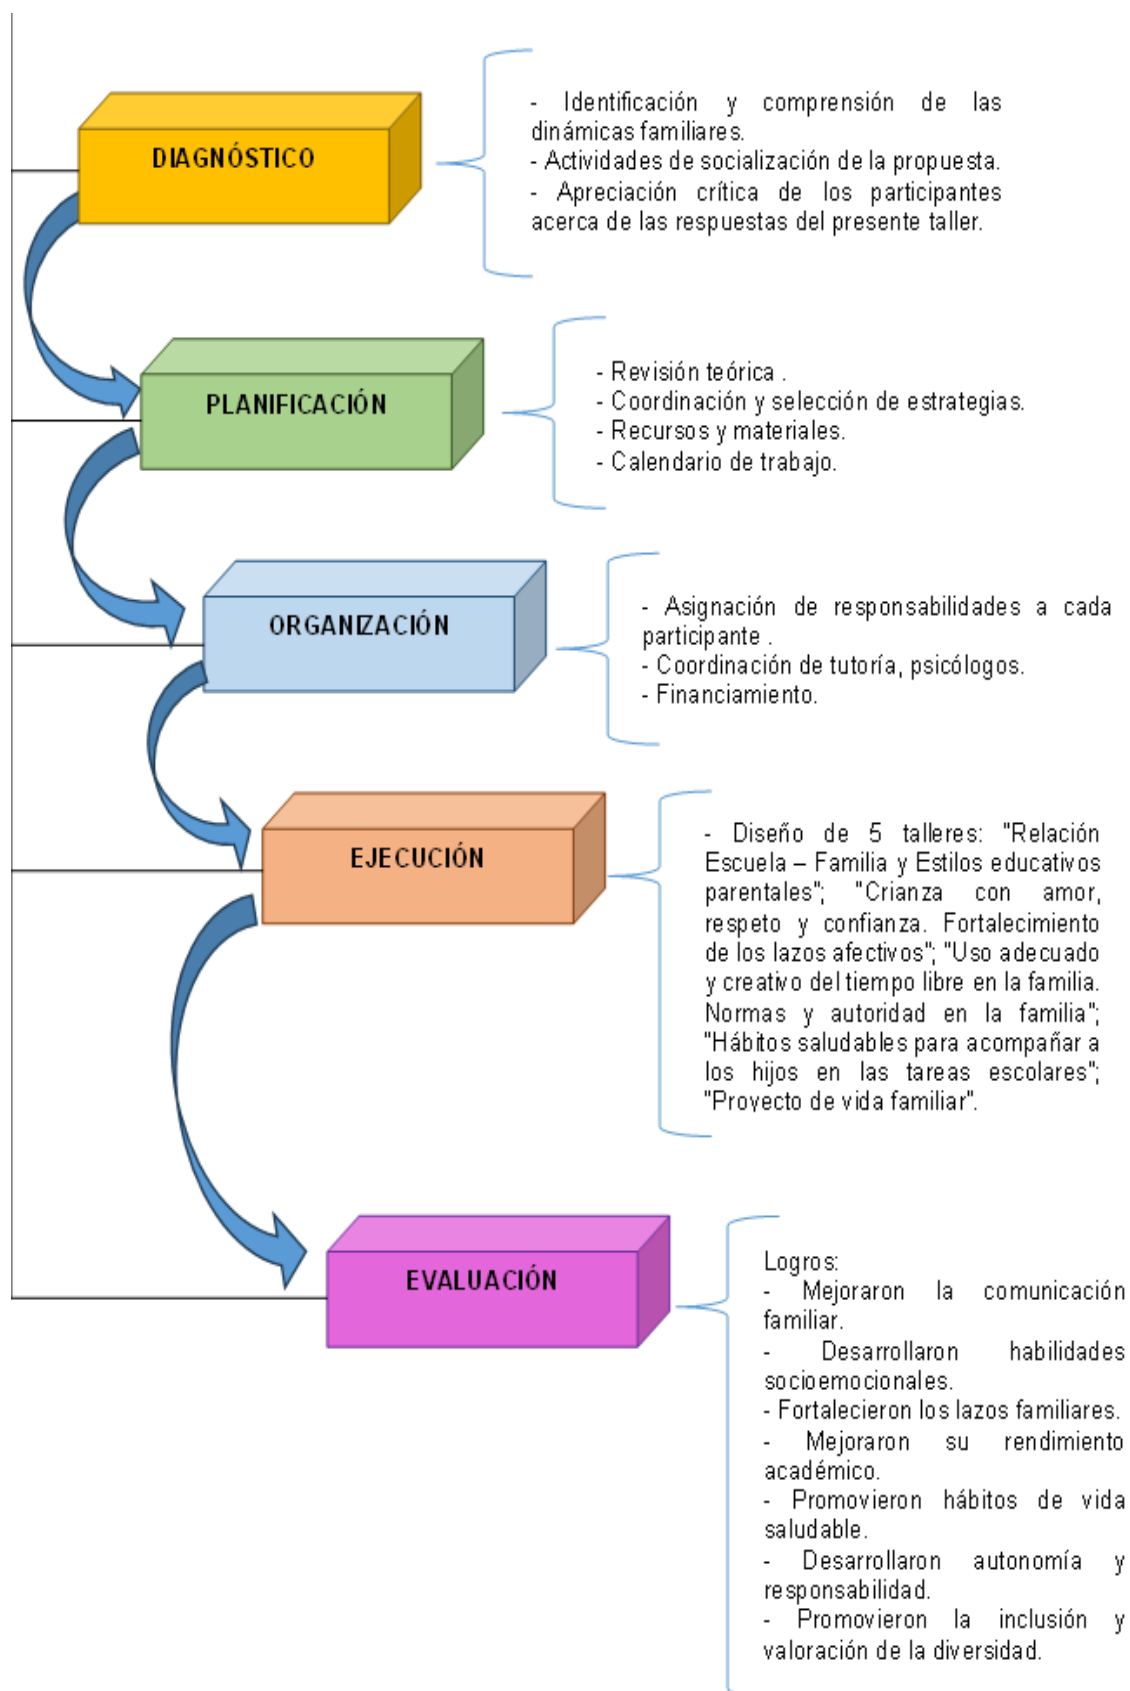 DIAGNÓSTICO
- Identificación y comprensión de las
dinámicas familiares.
- Actividades de socialización de la propuesta.
- Apreciación crítica de los participantes
acerca de las respuestas del presente taller.
PLANIFICACIÓN
- Revisión teórica .
- Coordinación y selección de estrategias.
- Recursos y materiales.
- Calendario de trabajo.
ORGANIZACIÓN
- Asignación de responsabilidades a cada
participante .
- Coordinación de tutoría, psicólogos.
- Financiamiento.
EJECUCIÓN
- Diseño de 5 talleres: "Relación
Escuela – Familia y Estilos educativos
parentales"; "Crianza con amor,
respeto y confianza. Fortalecimiento
de los lazos afectivos"; "Uso adecuado
y creativo del tiempo libre en la familia.
Normas y autoridad en la familia";
"Hábitos saludables para acompañar a
los hijos en las tareas escolares";
"Proyecto de vida familiar".
EVALUACIÓN
Logros:
- Mejoraron la comunicación
familiar.
- Desarrollaron habilidades
socioemocionales.
- Fortalecieron los lazos familiares.
- Mejoraron su rendimiento
académico.
- Promovieron hábitos de vida
saludable.
- Desarrollaron autonomía y
responsabilidad.
- Promovieron la inclusión y
valoración de la diversidad.